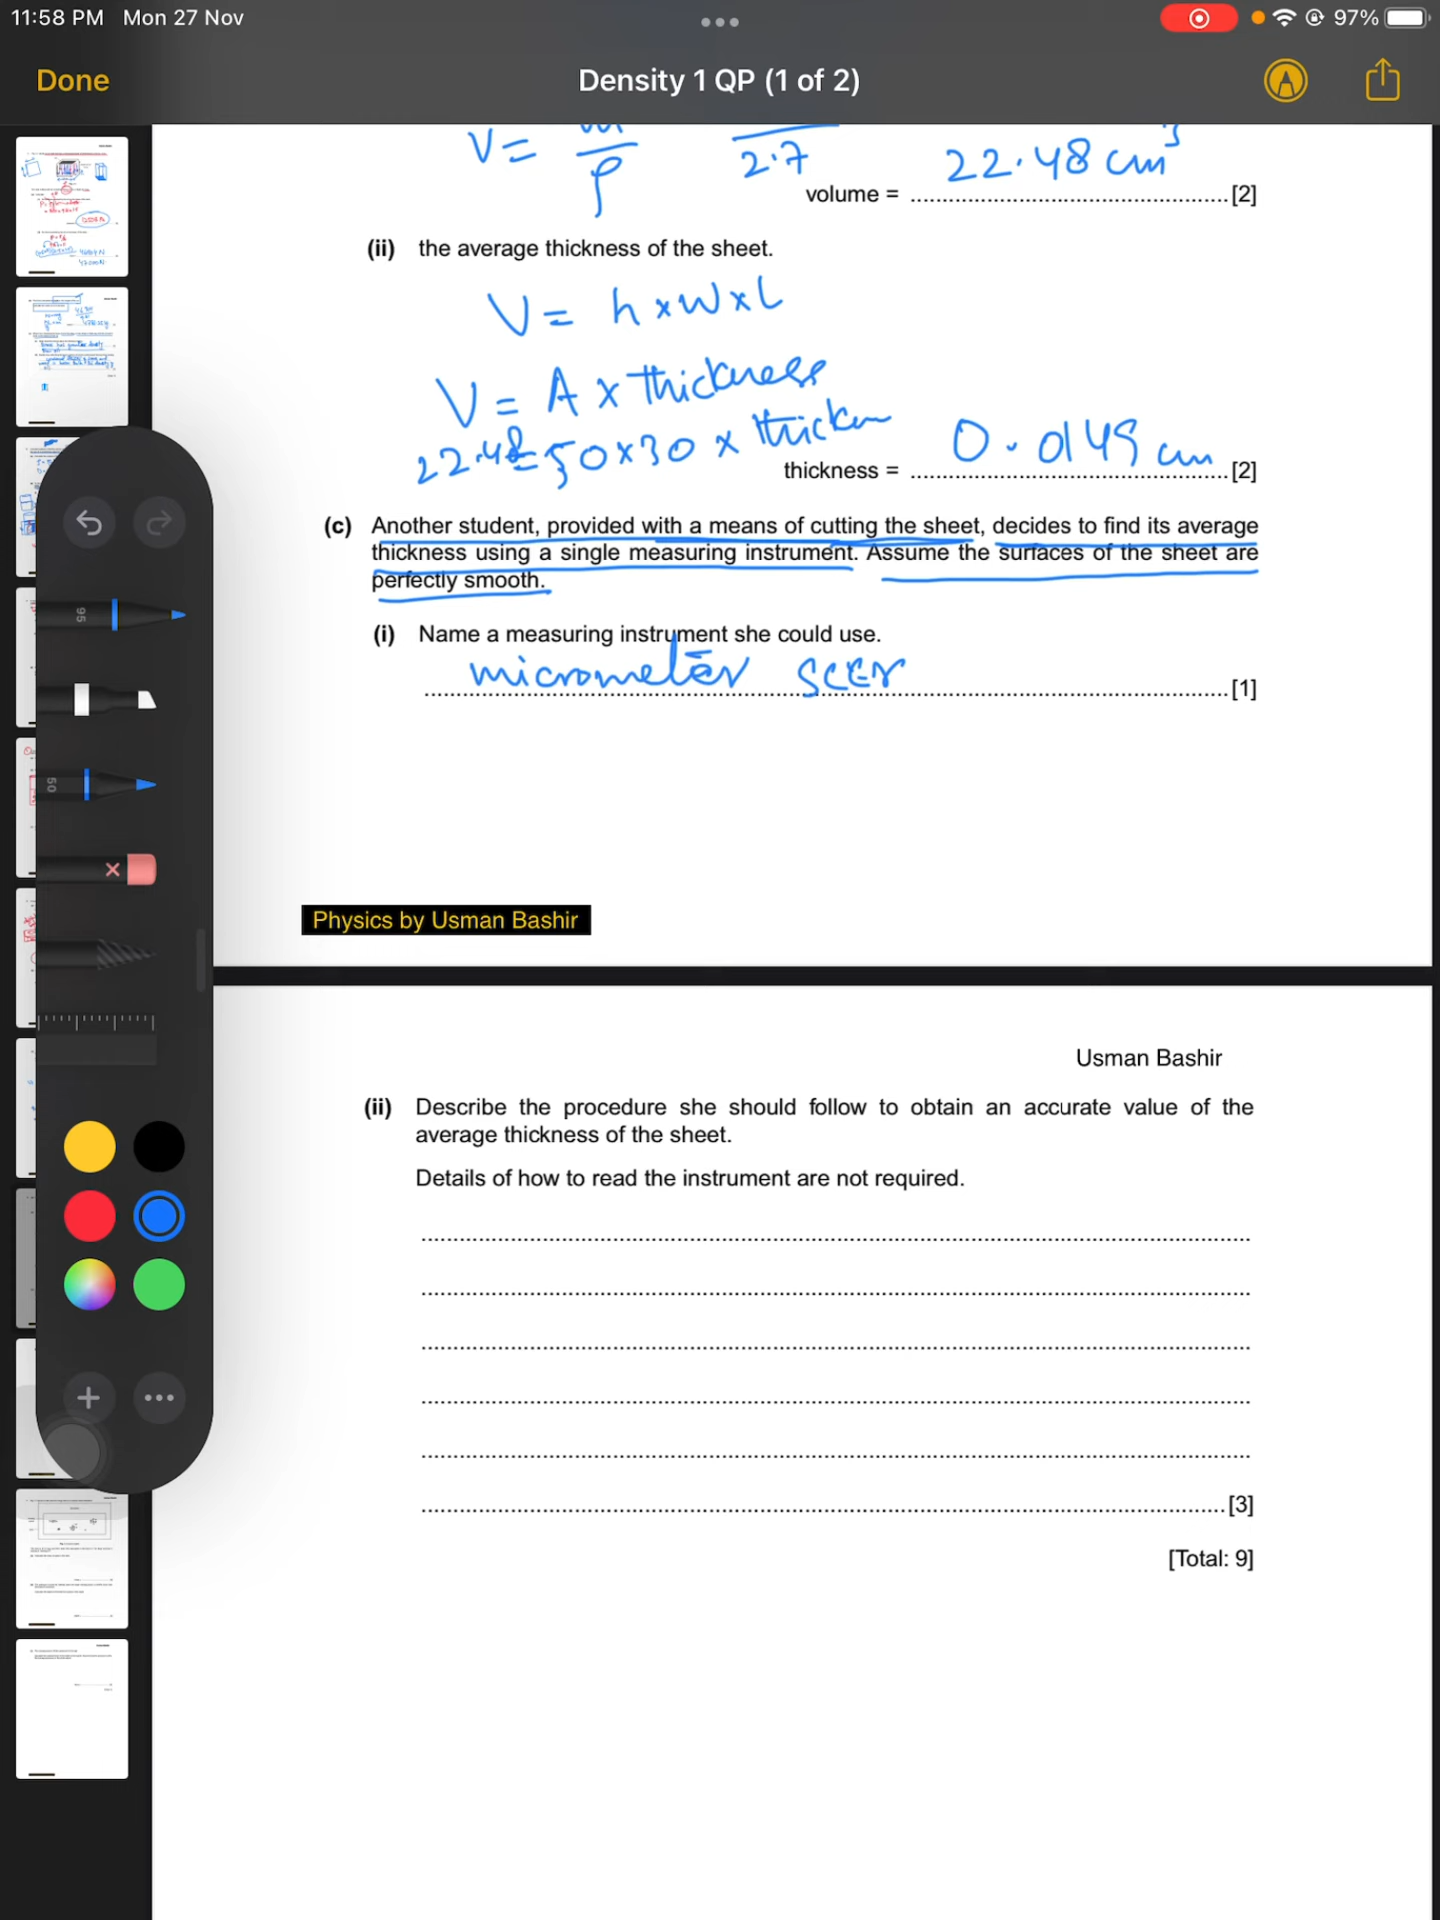 11:58 PM Mon 27 Nov
97%
Done
Density 1 QP (1 of 2)
V = m/ρ
2.7
22.48 cm³
volume = [2]
(ii) the average thickness of the sheet.
V = h x w x L
V = A x thickness
22.48 = 50 x 30 x thickn
0.0149 cm
thickness = [2]
(c) Another student, provided with a means of cutting the sheet, decides to find its average
thickness using a single measuring instrument. Assume the surfaces of the sheet are
perfectly smooth.
(i) Name a measuring instrument she could use.
micrometer
[1]
95
50
Physics by Usman Bashir
Usman Bashir
(ii) Describe the procedure she should follow to obtain an accurate value of the
average thickness of the sheet.
Details of how to read the instrument are not required.
[3]
[Total: 9]